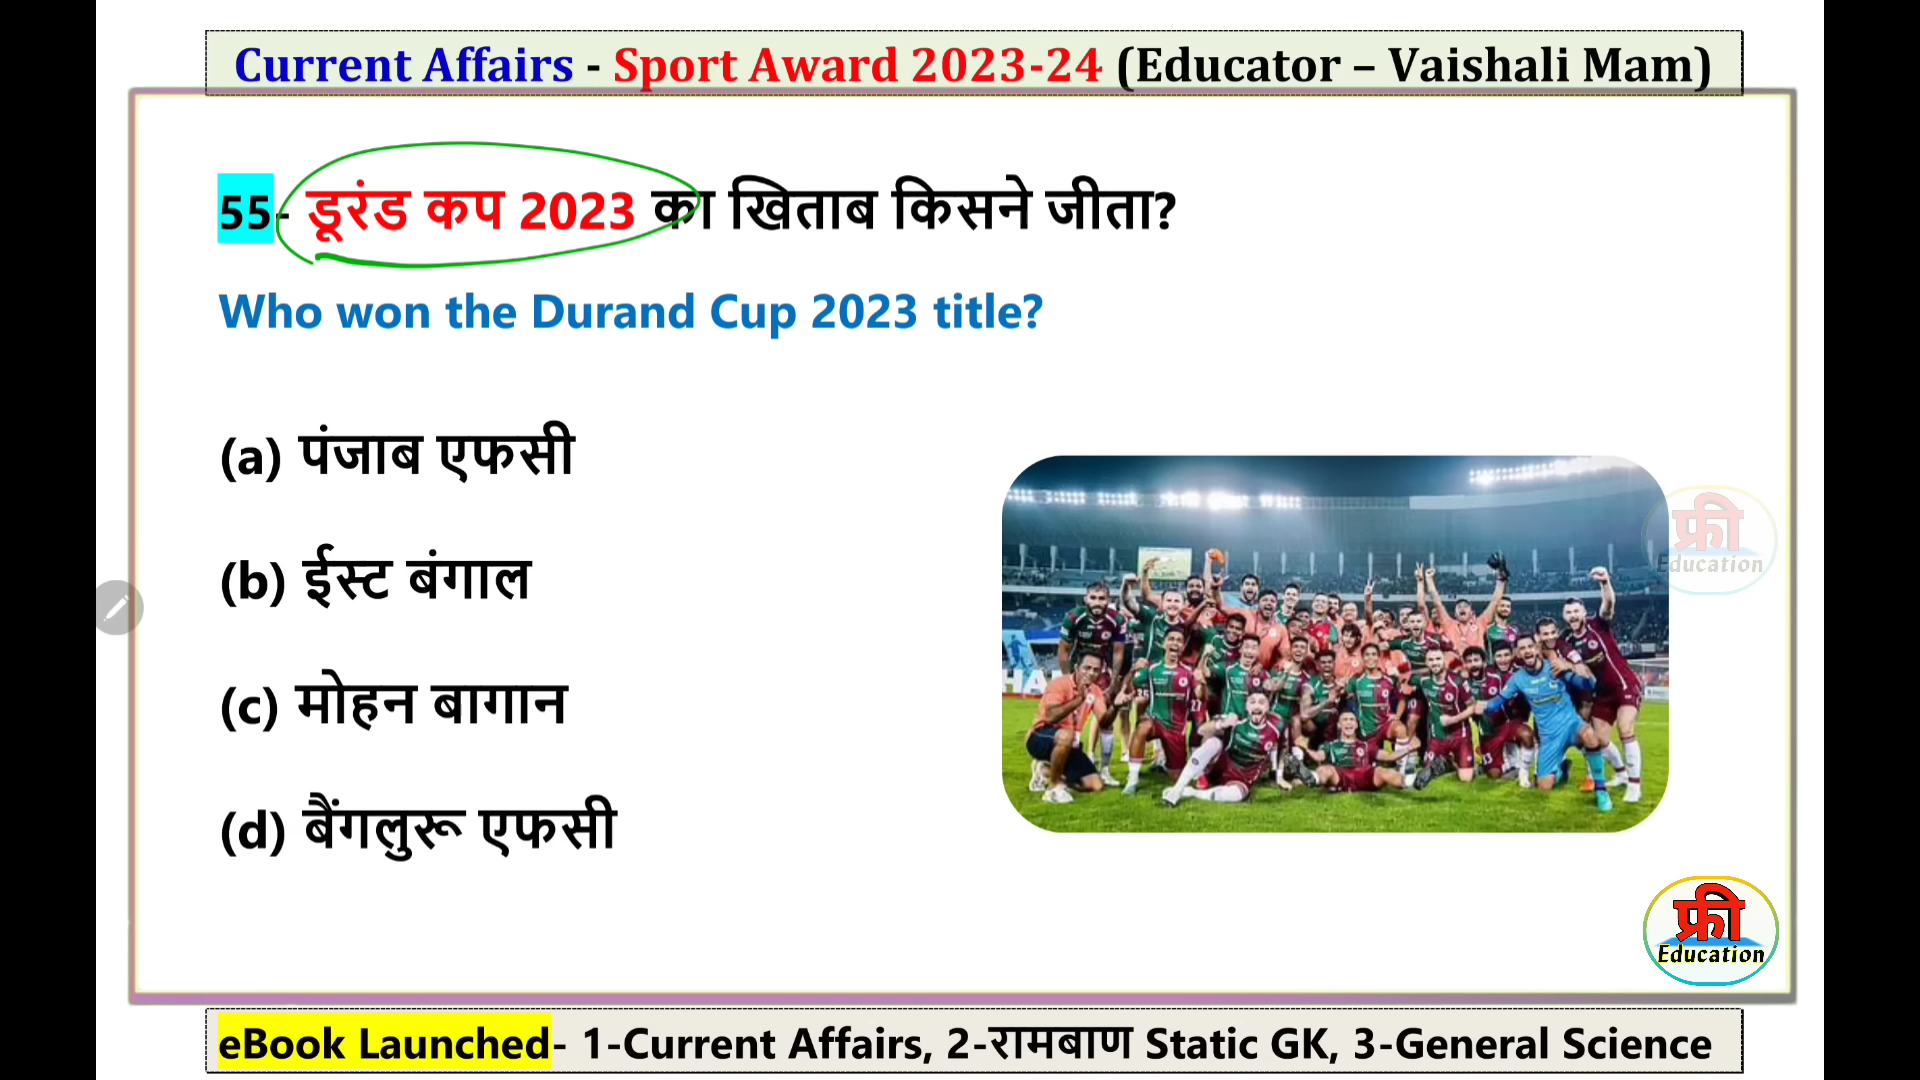 Current Affairs - Sport Award 2023-24 (Educator – Vaishali Mam)
55- डूरंड कप 2023 का खिताब किसने जीता?
Who won the Durand Cup 2023 title?
(a) पंजाब एफसी
(b) ईस्ट बंगाल
(c) मोहन बागान
(d) बैंगलुरू एफसी
फ्री
Education
फ्री
Education
eBook Launched- 1-Current Affairs, 2-रामबाण Static GK, 3-General Science